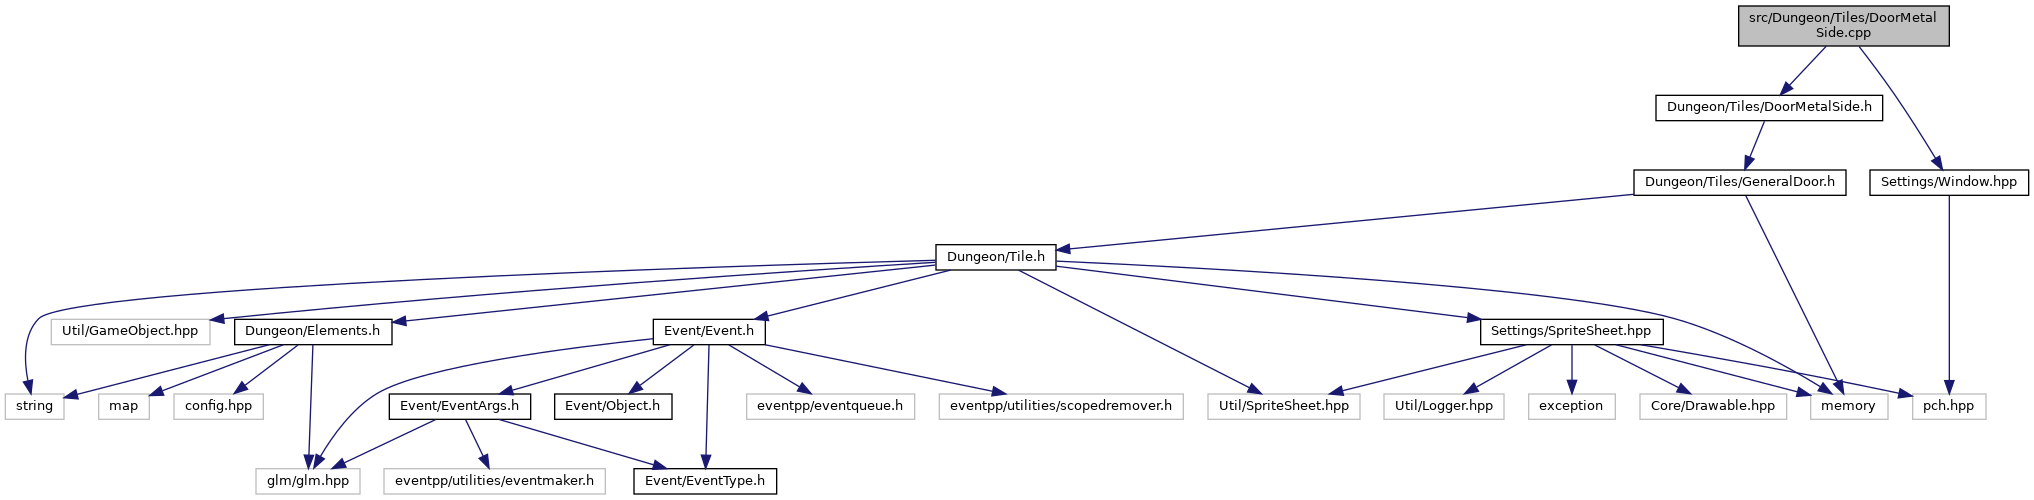 src/Dungeon/Tiles/DoorMetal
Side.cpp
Dungeon/Tiles/DoorMetalSide.h
Dungeon/Tiles/GeneralDoor.h
Settings/Window.hpp
Dungeon/Tile.h
Util/GameObject.hpp
Dungeon/Elements.h
Event/Event.h
Settings/SpriteSheet.hpp
string
map
config.hpp
Event/EventArgs.h
Event/Object.h
eventpp/eventqueue.h
eventpp/utilities/scopedremover.h
Util/SpriteSheet.hpp
Util/Logger.hpp
exception
Core/Drawable.hpp
memory
pch.hpp
glm/glm.hpp
eventpp/utilities/eventmaker.h
Event/EventType.h